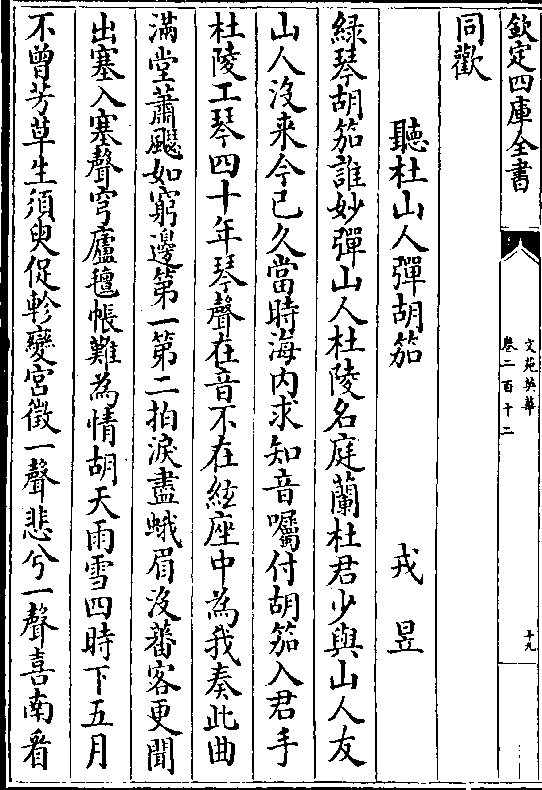 欽定四庫全書
文苑英華
卷二百十二
十九
同歡
聽杜山人彈胡笳 戎昱
綠琴胡笳誰妙彈山人杜陵名庭蘭杜君少與山人友
山人沒来今已久當時海内求知音囑付胡笳入君手
杜陵工琴四十年琴聲在音不在絃座中為我奏此曲
滿堂蕭颸如窮邊第一第二拍淚盡蛾眉沒蕃客更聞
出塞入塞聲穹廬氊帳難為情胡天雨雪四時下五月
不曾芳草生須臾促軫變宮徵一聲悲兮一聲喜南看